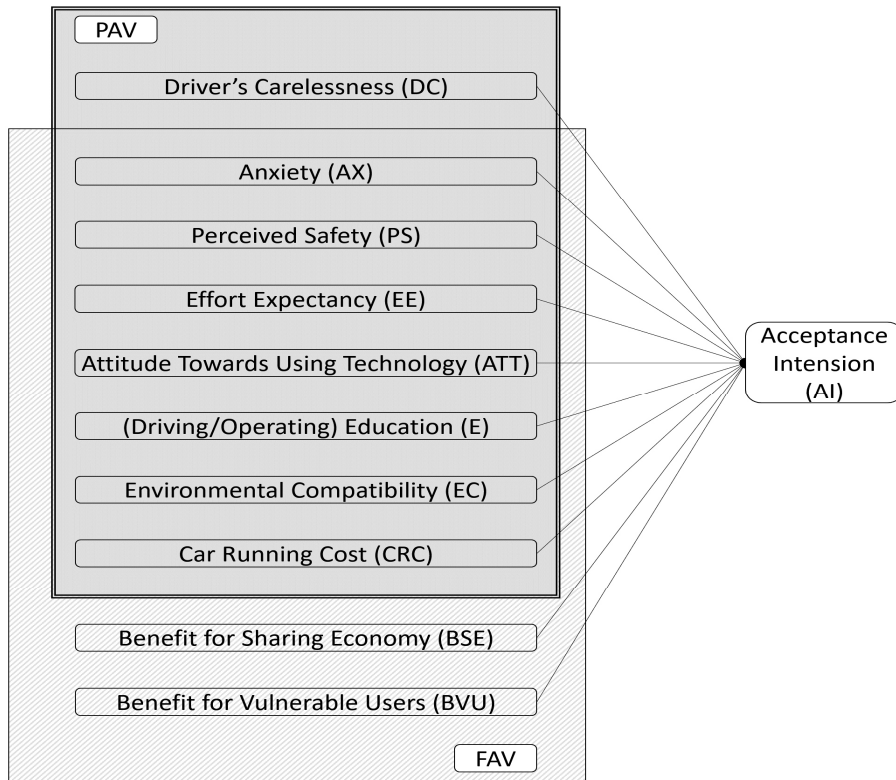 PAV
Driver’s Carelessness (DC)
Anxiety (AX)
Perceived Safety (PS)
Effort Expectancy (EE)
Attitude Towards Using Technology (ATT)
(Driving/Operating) Education (E)
Environmental Compatibility (EC)
Car Running Cost (CRC)
Benefit for Sharing Economy (BSE)
Benefit for Vulnerable Users (BVU)
FAV
Acceptance
Intension
(AI)